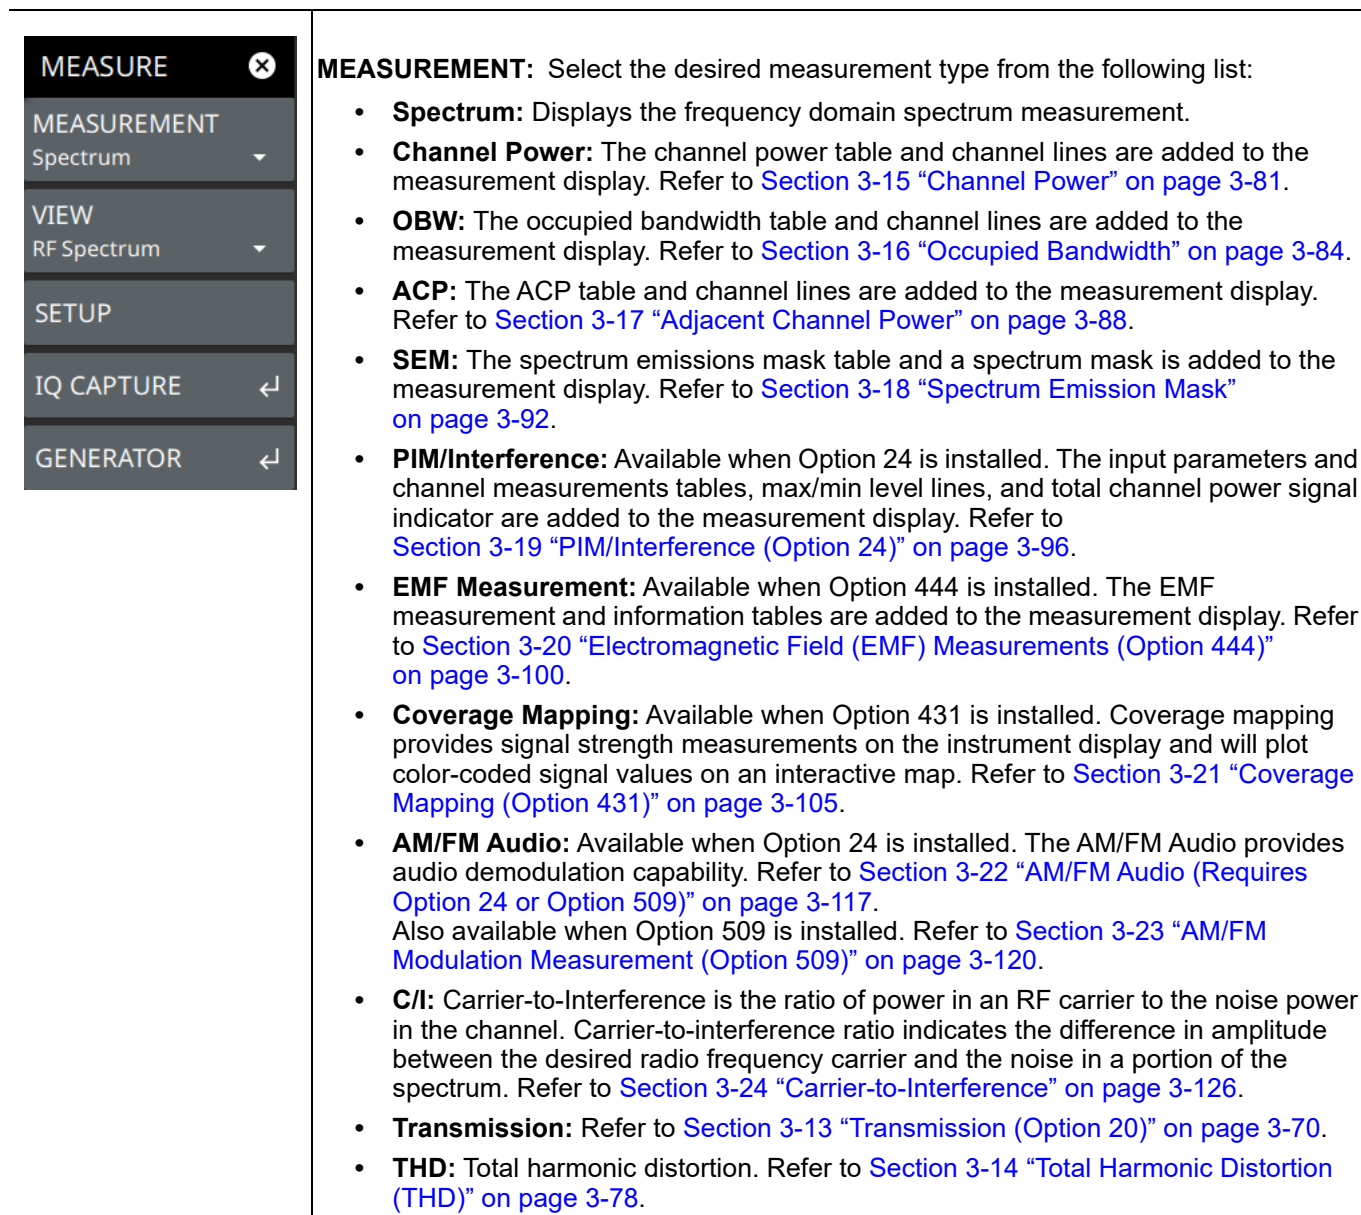 MEASURE
MEASUREMENT
Spectrum
VIEW
RF Spectrum
SETUP
IQ CAPTURE
GENERATOR
MEASUREMENT: Select the desired measurement type from the following list:
• Spectrum: Displays the frequency domain spectrum measurement.
• Channel Power: The channel power table and channel lines are added to the
measurement display. Refer to Section 3-15 “Channel Power” on page 3-81.
• OBW: The occupied bandwidth table and channel lines are added to the
measurement display. Refer to Section 3-16 “Occupied Bandwidth” on page 3-84.
• ACP: The ACP table and channel lines are added to the measurement display.
Refer to Section 3-17 “Adjacent Channel Power” on page 3-88.
• SEM: The spectrum emissions mask table and a spectrum mask is added to the
measurement display. Refer to Section 3-18 “Spectrum Emission Mask”
on page 3-92.
• PIM/Interference: Available when Option 24 is installed. The input parameters and
channel measurements tables, max/min level lines, and total channel power signal
indicator are added to the measurement display. Refer to
Section 3-19 “PIM/Interference (Option 24)” on page 3-96.
• EMF Measurement: Available when Option 444 is installed. The EMF
measurement and information tables are added to the measurement display. Refer
to Section 3-20 “Electromagnetic Field (EMF) Measurements (Option 444)”
on page 3-100.
• Coverage Mapping: Available when Option 431 is installed. Coverage mapping
provides signal strength measurements on the instrument display and will plot
color-coded signal values on an interactive map. Refer to Section 3-21 “Coverage
Mapping (Option 431)” on page 3-105.
• AM/FM Audio: Available when Option 24 is installed. The AM/FM Audio provides
audio demodulation capability. Refer to Section 3-22 “AM/FM Audio (Requires
Option 24 or Option 509)” on page 3-117.
Also available when Option 509 is installed. Refer to Section 3-23 “AM/FM
Modulation Measurement (Option 509)” on page 3-120.
• C/I: Carrier-to-Interference is the ratio of power in an RF carrier to the noise power
in the channel. Carrier-to-interference ratio indicates the difference in amplitude
between the desired radio frequency carrier and the noise in a portion of the
spectrum. Refer to Section 3-24 “Carrier-to-Interference” on page 3-126.
• Transmission: Refer to Section 3-13 “Transmission (Option 20)” on page 3-70.
• THD: Total harmonic distortion. Refer to Section 3-14 “Total Harmonic Distortion
(THD)” on page 3-78.